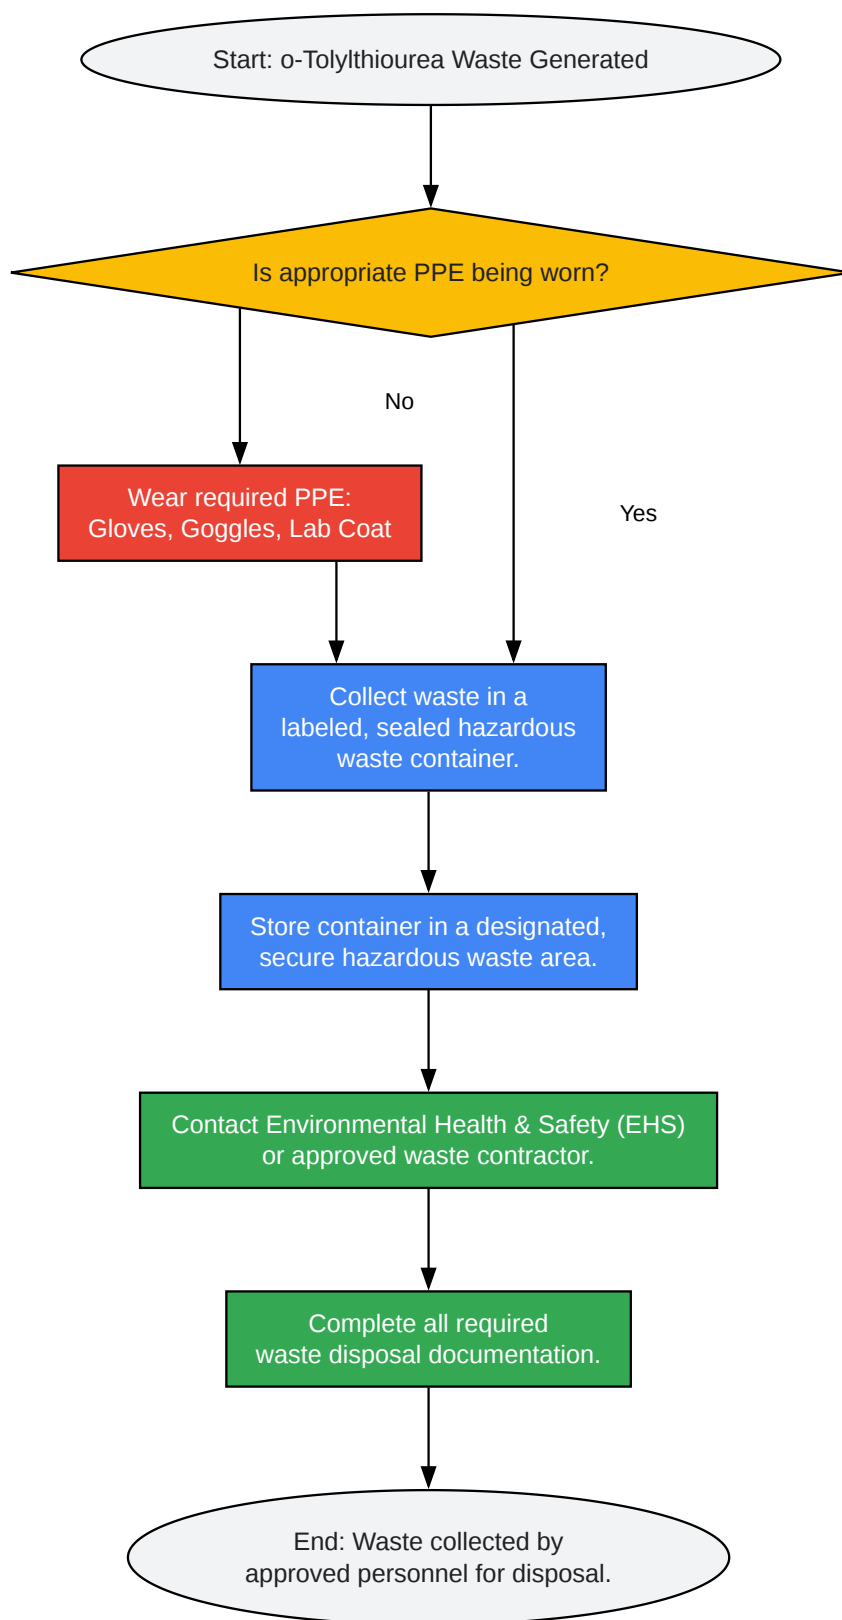 Start: o-Tolylthiourea Waste Generated
Is appropriate PPE being worn?
No
Wear required PPE:
Gloves, Goggles, Lab Coat
Yes
Collect waste in a
labeled, sealed hazardous
waste container.
Store container in a designated,
secure hazardous waste area.
Contact Environmental Health & Safety (EHS)
or approved waste contractor.
Complete all required
waste disposal documentation.
End: Waste collected by
approved personnel for disposal.